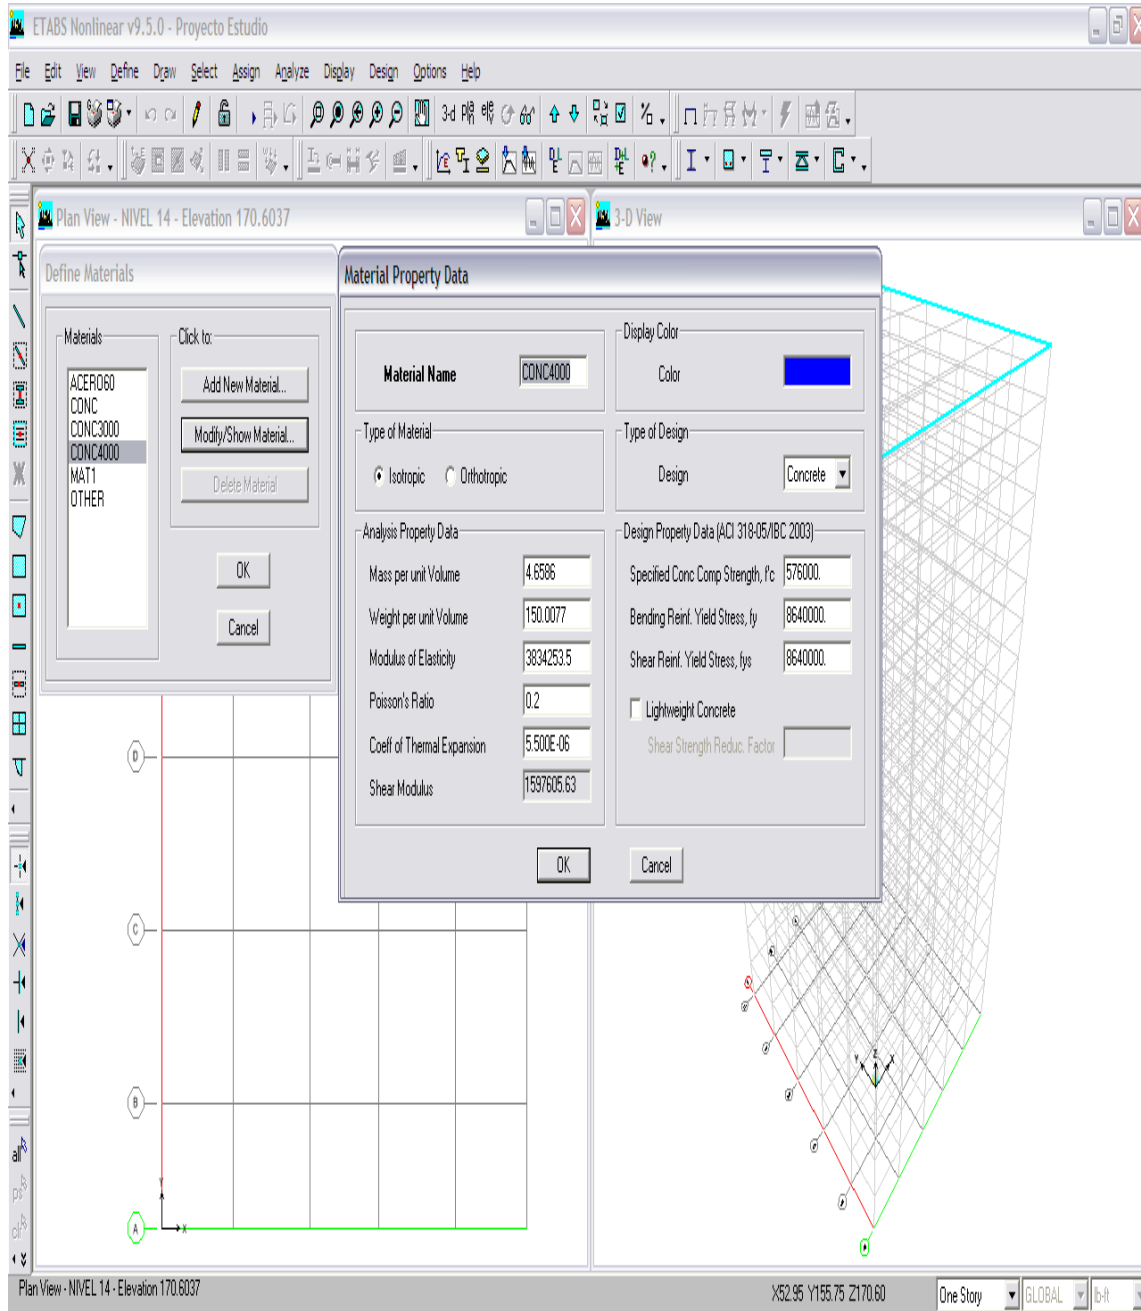 ETABS Nonlinear v9.5.0 - Proyecto Estudio
File Edit View Define Draw Select Assign Analyze Display Design Options Help
3-d
Plan View - NIVEL 14 - Elevation 170.6037
3-D View
Define Materials
Materials
ACERO60
CONC
CONC3000
CONC4000
MAT1
OTHER
Click to:
Add New Material...
Modify/Show Material...
Delete Material
OK
Cancel
Material Property Data
Material Name CONC4000
Display Color
Color
Type of Material
Isotropic Orthotropic
Type of Design
Design Concrete
Analysis Property Data
Mass per unit Volume 4.6586
Weight per unit Volume 150.0077
Modulus of Elasticity 3834253.5
Poisson's Ratio 0.2
Coeff of Thermal Expansion 5.500E-06
Shear Modulus 1597605.63
Design Property Data (ACI 318-05/IBC 2003)
Specified Conc Comp Strength, f'c 576000.
Bending Reinf. Yield Stress, fy 8640000.
Shear Reinf. Yield Stress, fys 8640000.
Lightweight Concrete
Shear Strength Reduc. Factor
OK Cancel
D
C
B
A
Y
X
Y Z X
all
ps
clr
Plan View - NIVEL 14 - Elevation 170.6037 X52.95 Y155.75 Z170.60 One Story GLOBAL lb-ft